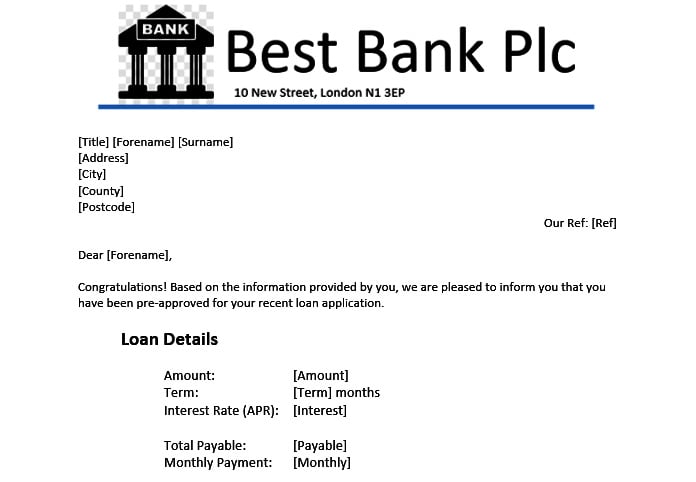 BANK
Best Bank Plc
10 New Street, London N1 3EP
[Title] [Forename] [Surname]
[Address]
[City]
[County]
[Postcode]
Our Ref: [Ref]
Dear [Forename],
Congratulations! Based on the information provided by you, we are pleased to inform you that you
have been pre-approved for your recent loan application.
Loan Details
Amount: [Amount]
Term: [Term] months
Interest Rate (APR): [Interest]
Total Payable: [Payable]
Monthly Payment: [Monthly]